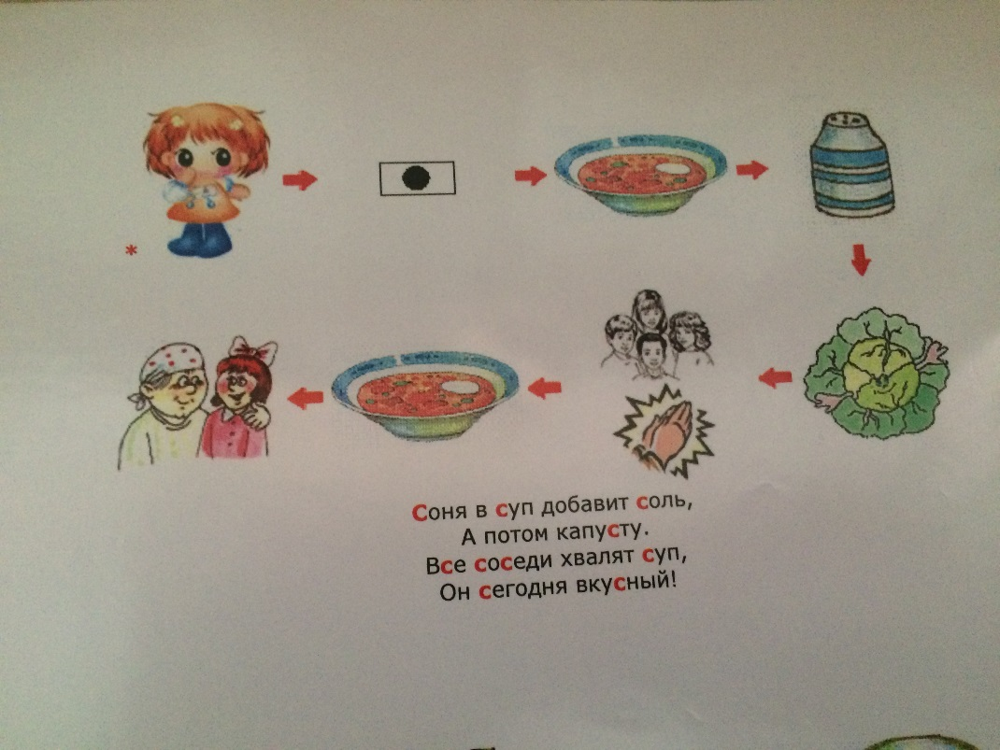 *
Соня в суп добавит соль,
А потом капусту.
Все соседи хвалят суп,
Он сегодня вкусный!